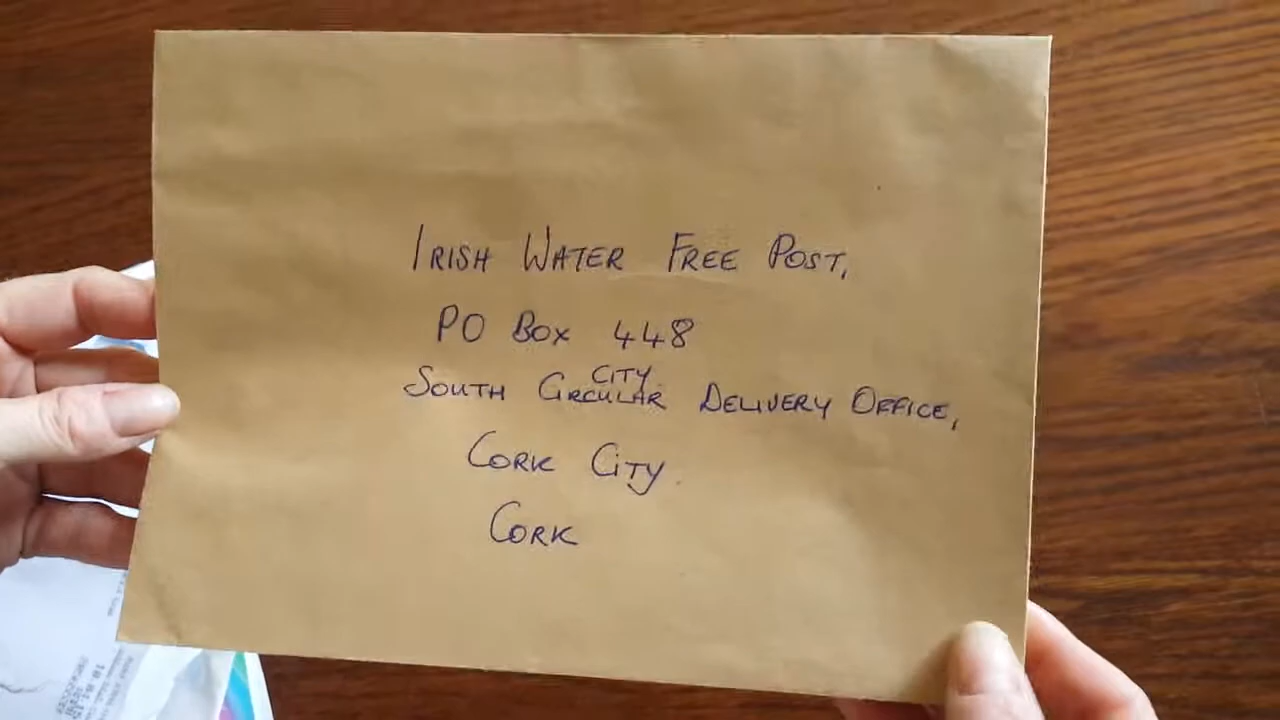 IRISH WATER FREE POST,
PO BOX 448
CITY
SOUTH CIRCULAR DELIVERY OFFICE,
CORK CITY
CORK